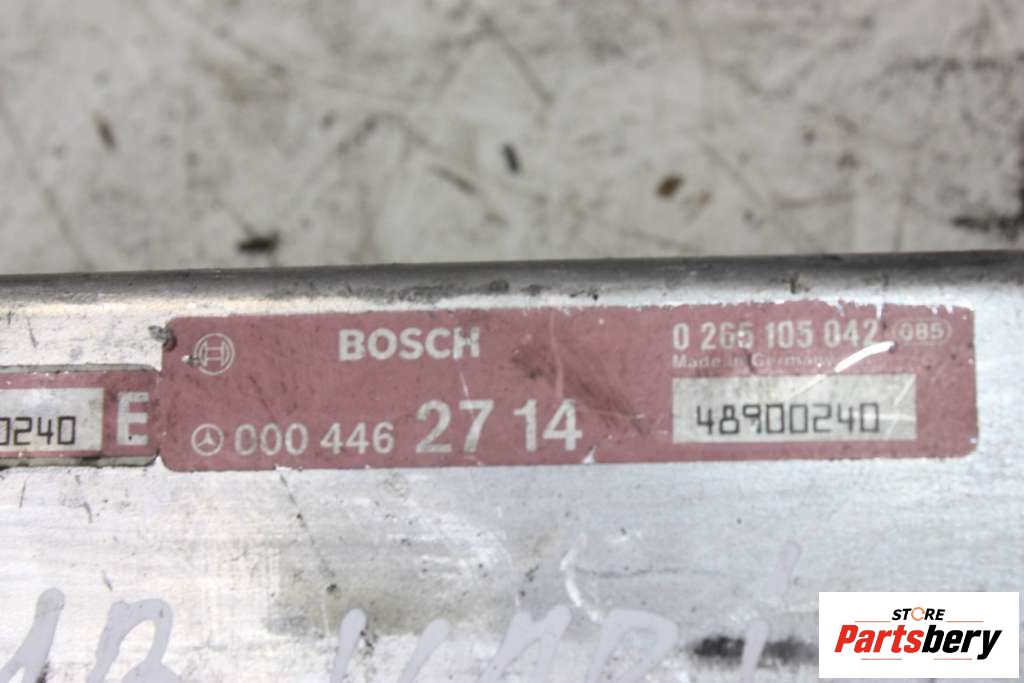 BOSCH
0 265 105 042 085
Made in Germany
000 446 27 14
48900240
0240 E
STORE
Partsbery